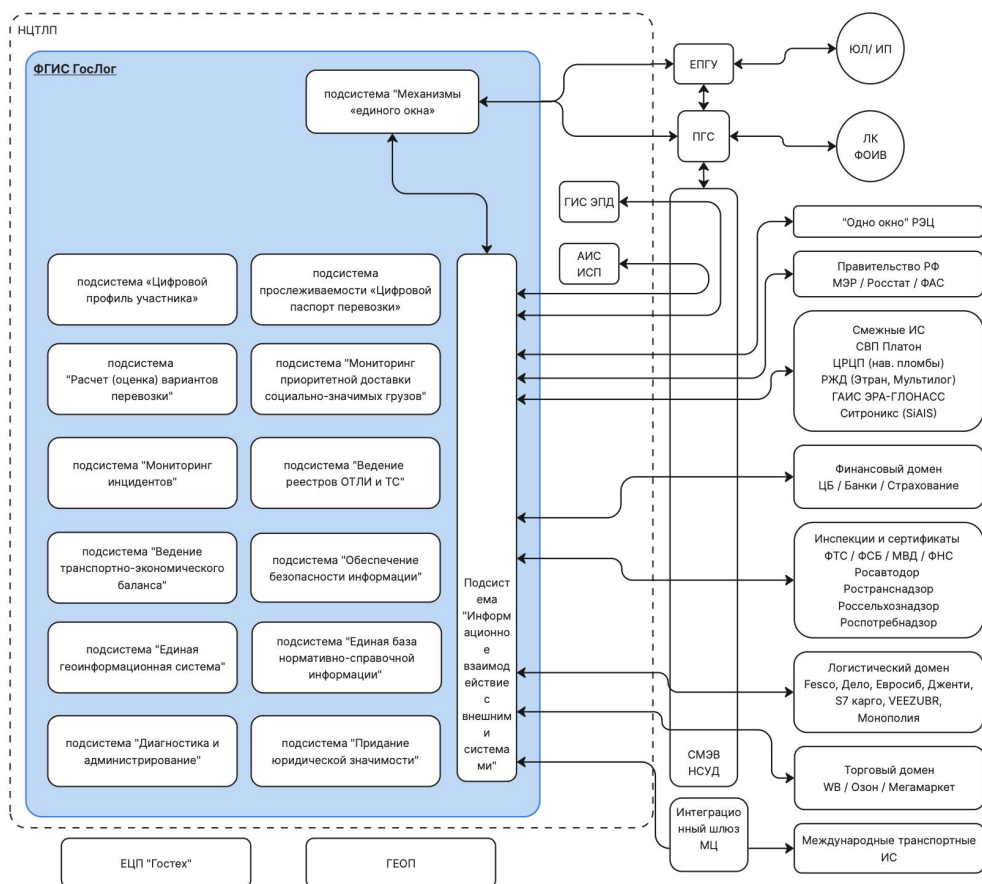 НЦТЛП
ФГИС ГосЛог
подсистема "Механизмы
«единого окна»
ЕПГУ
ЮЛ/ ИП
ПГС
ЛК
ФОИВ
ГИС ЭПД
АИС
ИСП
"Одно окно" РЭЦ
Правительство РФ
МЭР / Росстат / ФАС
Смежные ИС
СВП Платон
ЦРЦП (нав. пломбы)
РЖД (Этран, Мультилог)
ГАИС ЭРА-ГЛОНАСС
Ситроникс (SiAIS)
подсистема «Цифровой
профиль участника»
подсистема
прослеживаемости «Цифровой
паспорт перевозки»
подсистема
"Расчет (оценка) вариантов
перевозки"
подсистема "Мониторинг
приоритетной доставки
социально-значимых грузов"
подсистема "Мониторинг
инцидентов"
подсистема "Ведение
реестров ОТЛИ и ТС"
подсистема "Ведение
транспортно-экономического
баланса"
подсистема "Обеспечение
безопасности информации"
подсистема "Единая
геоинформационная система"
подсистема "Единая база
нормативно-справочной
информации"
подсистема "Диагностика и
администрирование"
подсистема "Придание
юридической значимости"
Подсист
ема
"Информ
ационно
е
взаимод
ействие с
внешним
и
система
ми"
Финансовый домен
ЦБ / Банки / Страхование
Инспекции и сертификаты
ФТС / ФСБ / МВД / ФНС
Росавтодор
Ространснадзор
Россельхознадзор
Роспотребнадзор
Логистический домен
Fesco, Дело, Евросиб, Дженти,
S7 карго, VEEZUBR,
Монополия
СМЭВ
НСУД
Торговый домен
WB / Озон / Мегамаркет
Интеграци
онный шлюз
МЦ
Международные транспортные
ИС
ЕЦП "Гостех"
ГЕОП